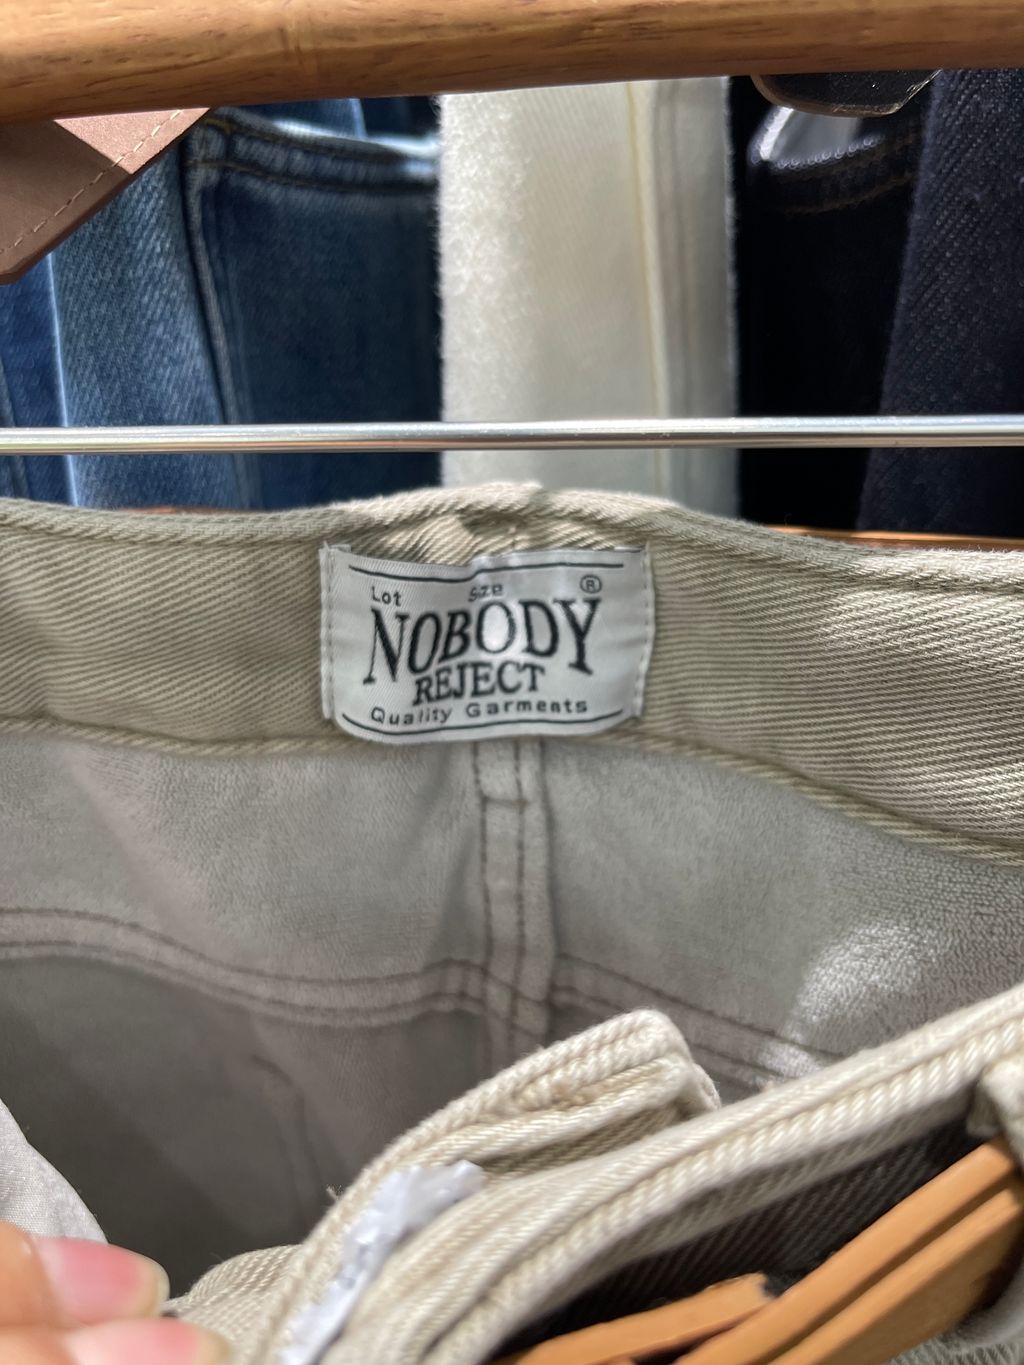 Lot Size ®
NOBODY
REJECT
Quality Garments